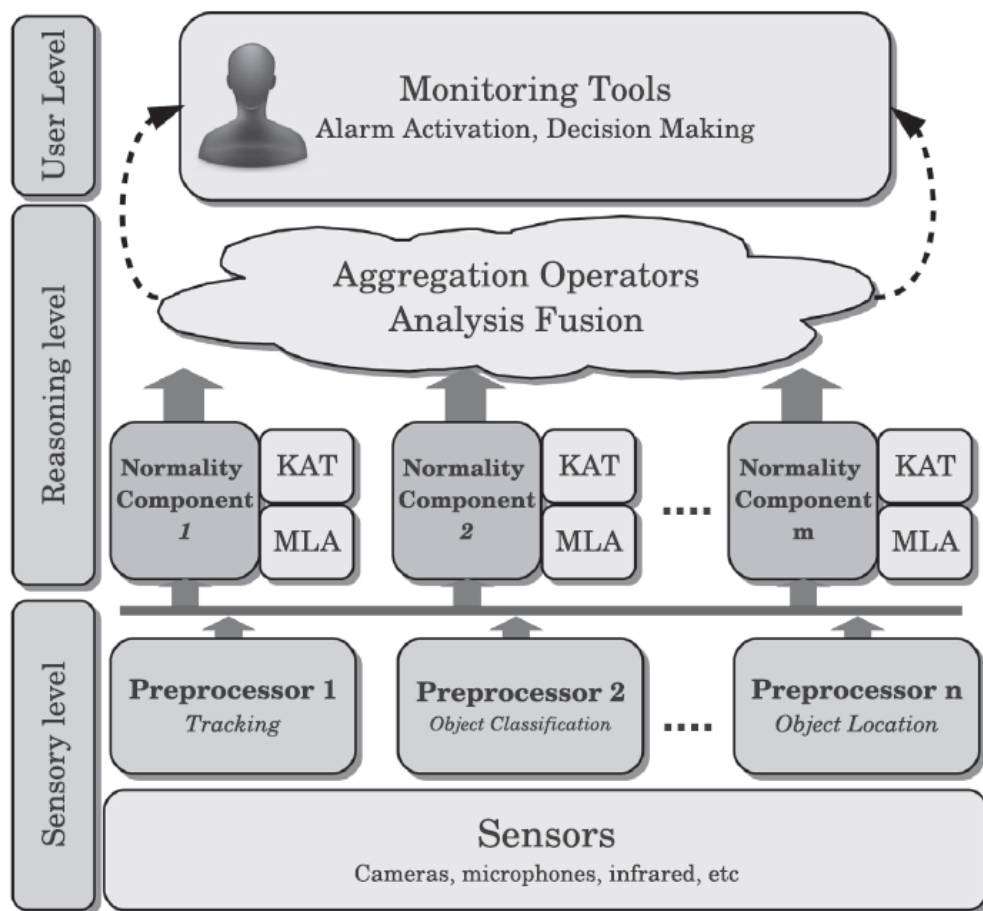 User Level
Monitoring Tools
Alarm Activation, Decision Making
Reasoning level
Aggregation Operators
Analysis Fusion
Normality
Component
1
KAT
MLA
Normality
Component
2
KAT
MLA
....
Normality
Component
m
KAT
MLA
Sensory level
Preprocessor 1
Tracking
Preprocessor 2
Object Classification
....
Preprocessor n
Object Location
Sensors
Cameras, microphones, infrared, etc